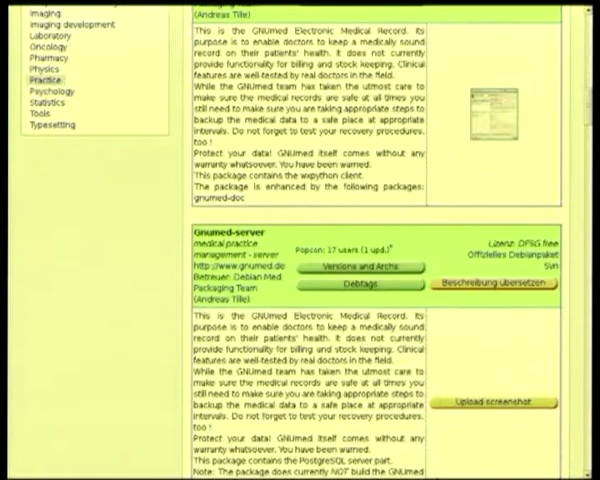 Imaging
Imaging development
Laboratory
Oncology
Pharmacy
Physics
Practice
Psychology
Statistics
Tools
Typesetting
(Andreas Tille)
This is the GNUmed Electronic Medical Record. Its
purpose is to enable doctors to keep a medically sound
record on their patients' health. It does not currently
provide functionality for billing and stock keeping. Clinical
features are well-tested by real doctors in the field.
While the GNUmed team has taken the utmost care to
make sure the medical records are safe at all times you
still need to make sure you are taking appropriate steps to
backup the medical data to a safe place at appropriate
intervals. Do not forget to test your recovery procedures,
too !
Protect your data! GNUmed itself comes without any
warranty whatsoever. You have been warned.
This package contains the wxpython client.
The package is enhanced by the following packages:
gnumed-doc
Gnumed-server
medical practice
management - server
http://www.gnumed.de
Betreuer: Debian Med
Packaging Team
(Andreas Tille)
Popcon: 17 users (1 upd.)*
Versions and Archs
Debtags
Lizenz: DFSG free
Offizielles Debianpaket
Svn
Beschreibung übersetzen
This is the GNUmed Electronic Medical Record. Its
purpose is to enable doctors to keep a medically sound
record on their patients' health. It does not currently
provide functionality for billing and stock keeping. Clinical
features are well-tested by real doctors in the field.
While the GNUmed team has taken the utmost care to
make sure the medical records are safe at all times you
still need to make sure you are taking appropriate steps to
backup the medical data to a safe place at appropriate
intervals. Do not forget to test your recovery procedures,
too !
Protect your data! GNUmed itself comes without any
warranty whatsoever. You have been warned.
This package contains the PostgreSQL server part.
Note: The package does currently NOT build the GNUmed
Upload screenshot